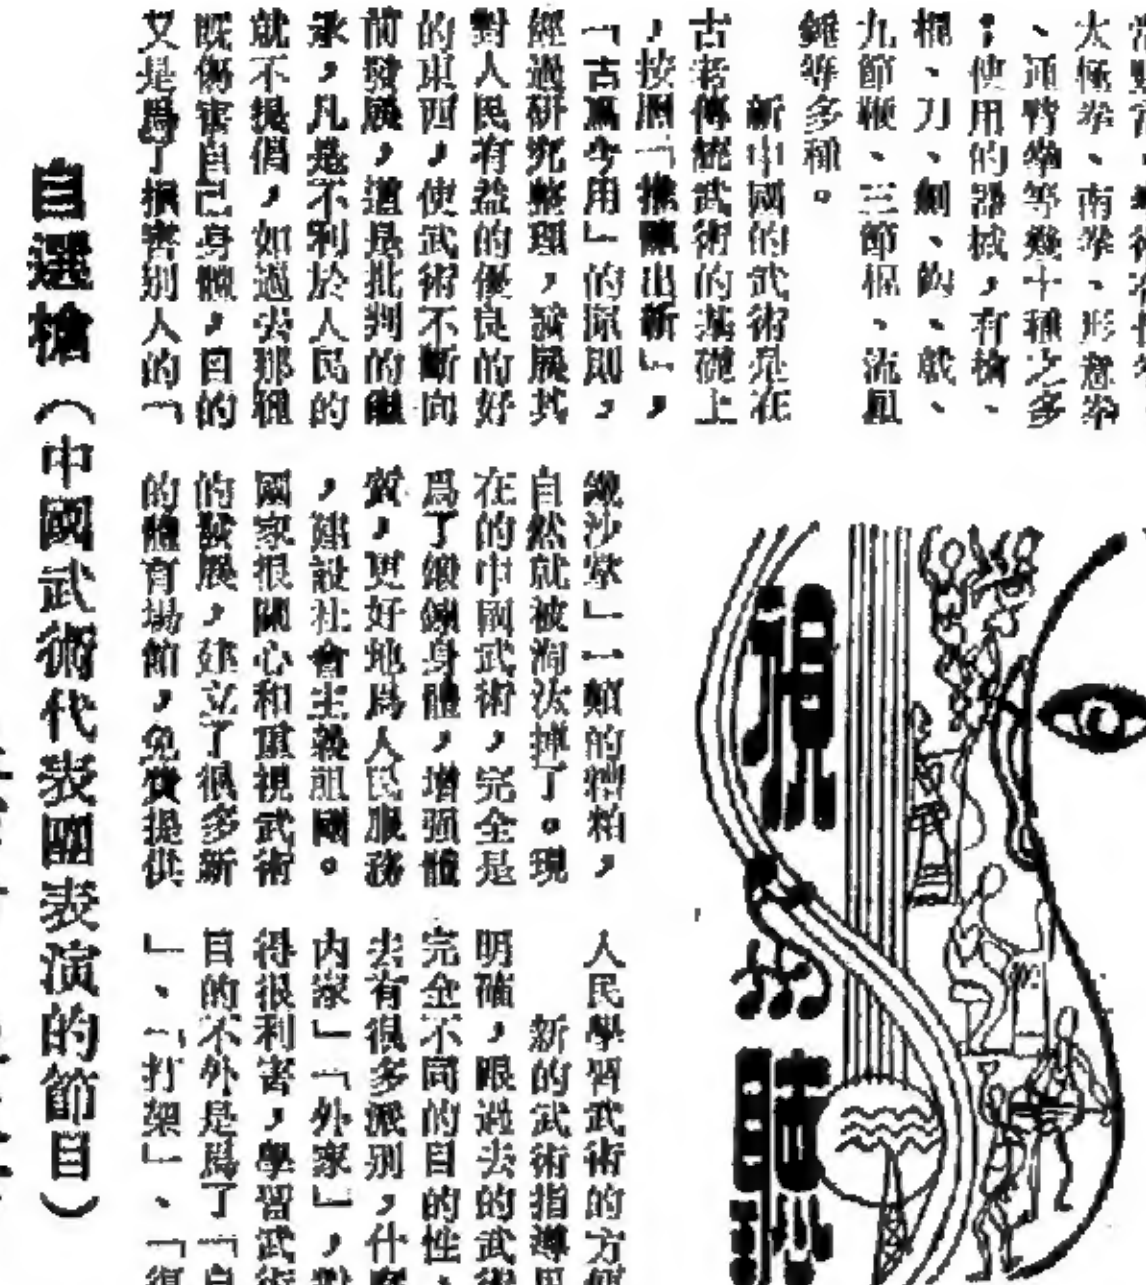 太極拳、南拳、形意拳
、通臂拳等幾十種之多
；使用的器械，有槍、
棍、刀、劍、鈎、戟、
九節鞭、三節棍、流星
錘等多種。
新中國的武術是在
古老傳統武術的基礎上
，按照「推陳出新」，
「古為今用」的原則，
經過研究整理，發展其
對人民有益的優良的好
的東西，使武術不斷向
前發展，這是批判的繼
承，凡是不利於人民的
就不提倡，如過去那種
既傷害自己身體，目的
又是爲了損害別人的「
鐵沙掌」一類的糟粕，
自然就被淘汰掉了。現
在的中國武術，完全是
爲了鍛鍊身體，增强體
質，更好地爲人民服務
，建設社會主義祖國。
國家很關心和重視武術
的發展，建立了很多新
的體育場館，免費提供
人民學習武術的方便
新的武術指導思
明確，跟過去的武術
完全不同的目的性、
去有很多派別，什麼
內家」「外家」，對
得很利害，學習武術
目的不外是爲了「自
」、「打架」、「
自選槍（中國武術代表團表演的節目）
視
聽